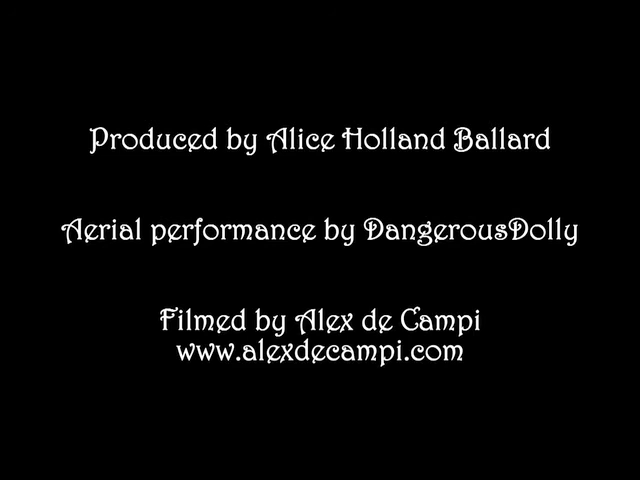 Produced by Alice Holland Ballard
Aerial performance by DangerousDolly
Filmed by Alex de Campi
www.alexdecampi.com